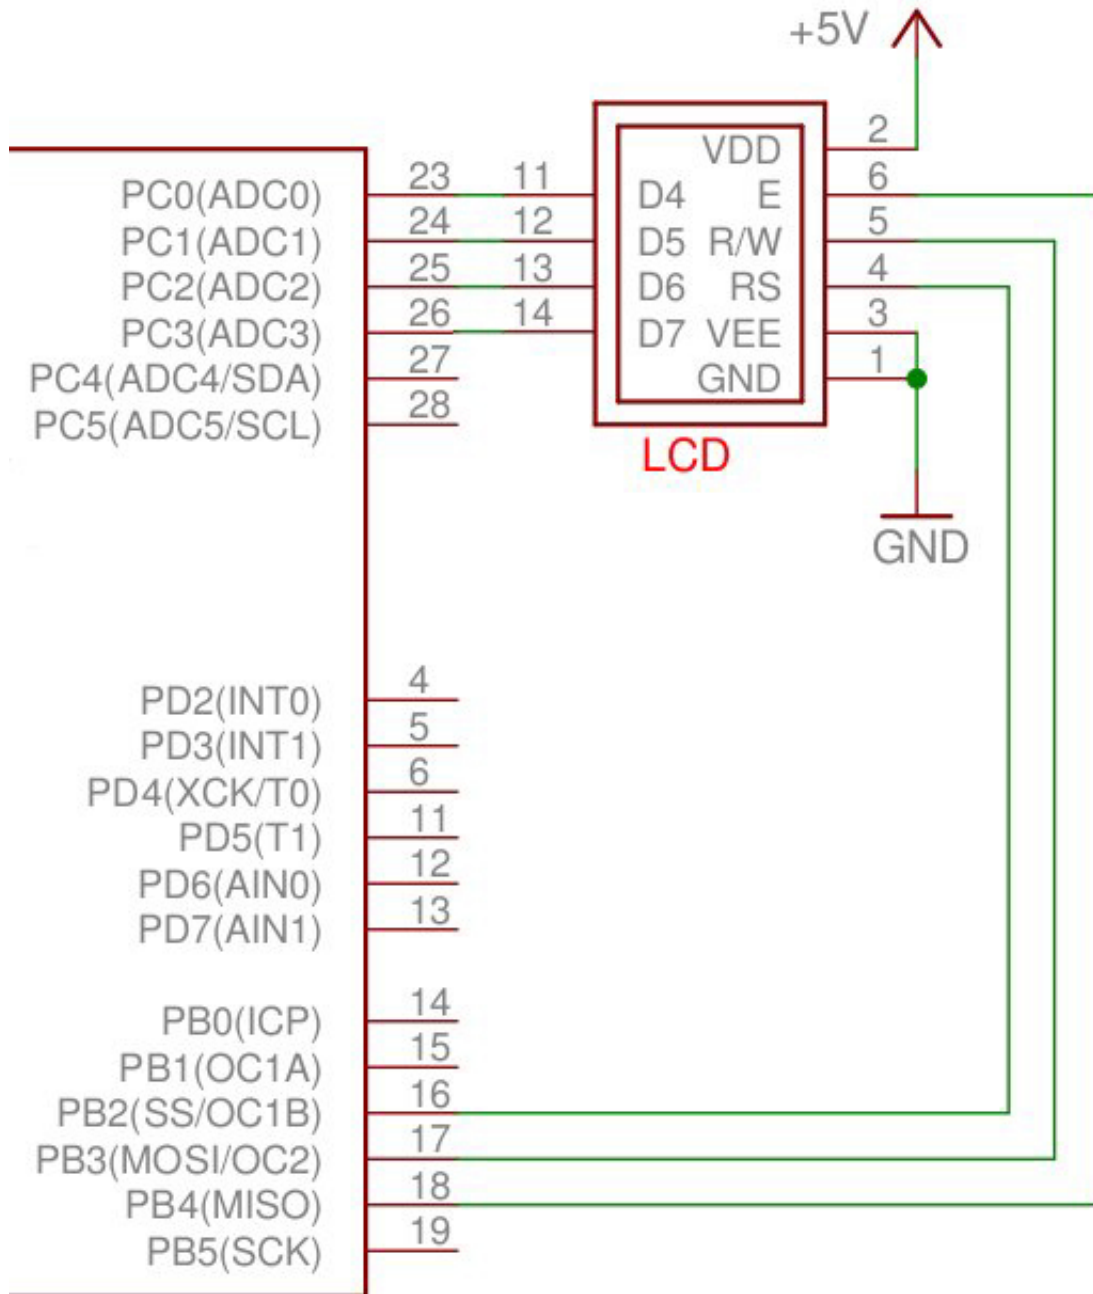 +5V
VDD 2
PC0(ADC0) 23 11 D4 E 6
PC1(ADC1) 24 12 D5 R/W 5
PC2(ADC2) 25 13 D6 RS 4
PC3(ADC3) 26 14 D7 VEE 3
PC4(ADC4/SDA) 27 GND 1
PC5(ADC5/SCL) 28
LCD
GND
PD2(INT0) 4
PD3(INT1) 5
PD4(XCK/T0) 6
PD5(T1) 11
PD6(AIN0) 12
PD7(AIN1) 13
PB0(ICP) 14
PB1(OC1A) 15
PB2(SS/OC1B) 16
PB3(MOSI/OC2) 17
PB4(MISO) 18
PB5(SCK) 19